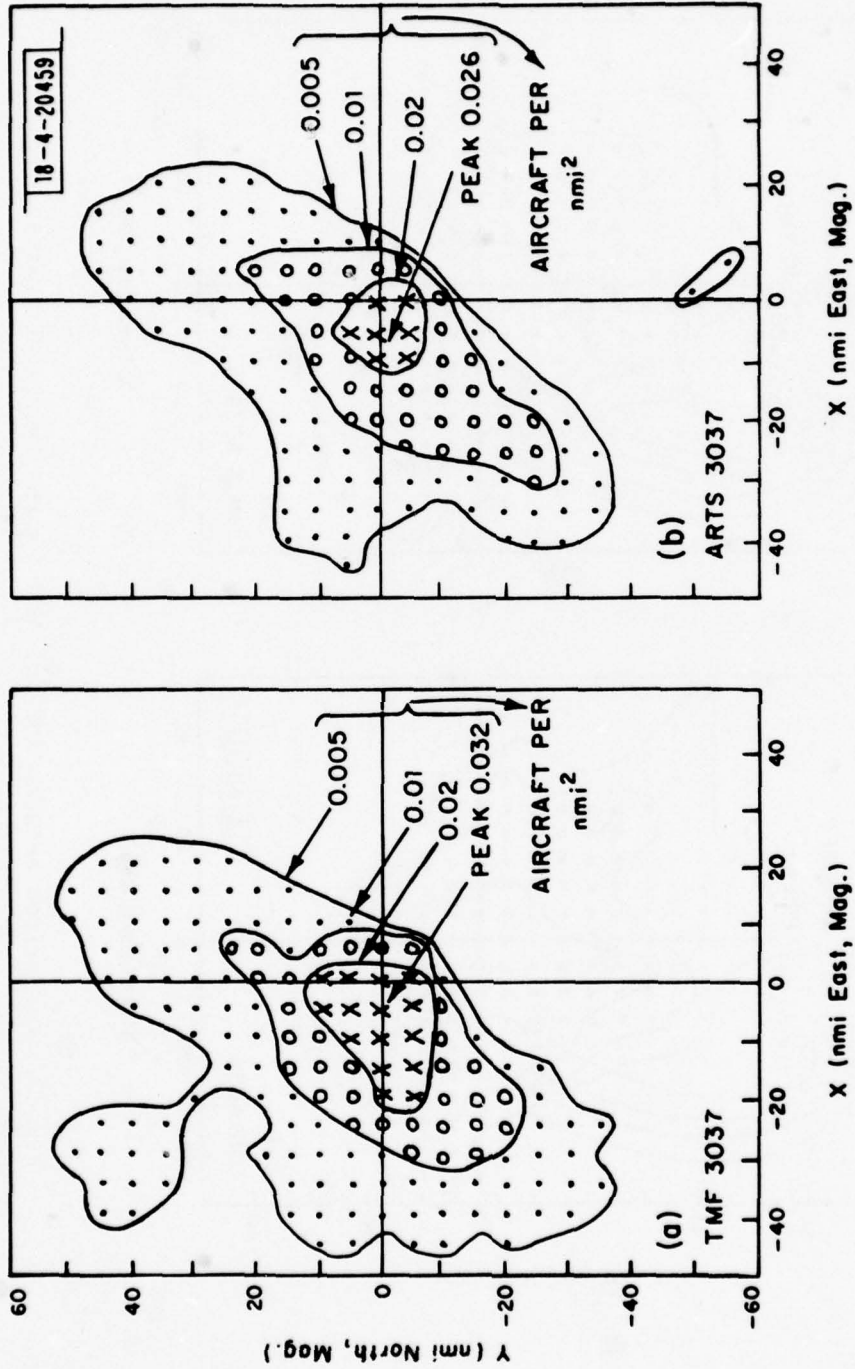 60
40
20
0
-20
-40
-60
Y (nmi North, Mag.)
-40
-20
0
20
40
X (nmi East, Mag.)
(a)
TMF 3037
0.005
0.01
0.02
PEAK 0.032
AIRCRAFT PER
nmi²
18-4-20459
-40
-20
0
20
40
X (nmi East, Mag.)
(b)
ARTS 3037
0.005
0.01
0.02
PEAK 0.026
AIRCRAFT PER
nmi²